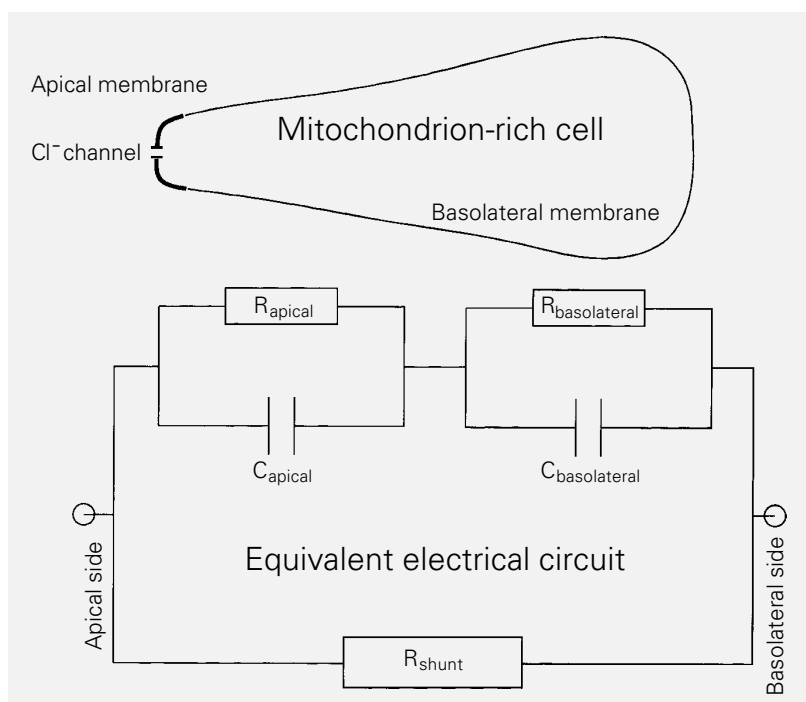 Apical membrane
Cl⁻ channel
Mitochondrion-rich cell
Basolateral membrane
R_apical
R_basolateral
C_apical
C_basolateral
Apical side
Equivalent electrical circuit
Basolateral side
R_shunt